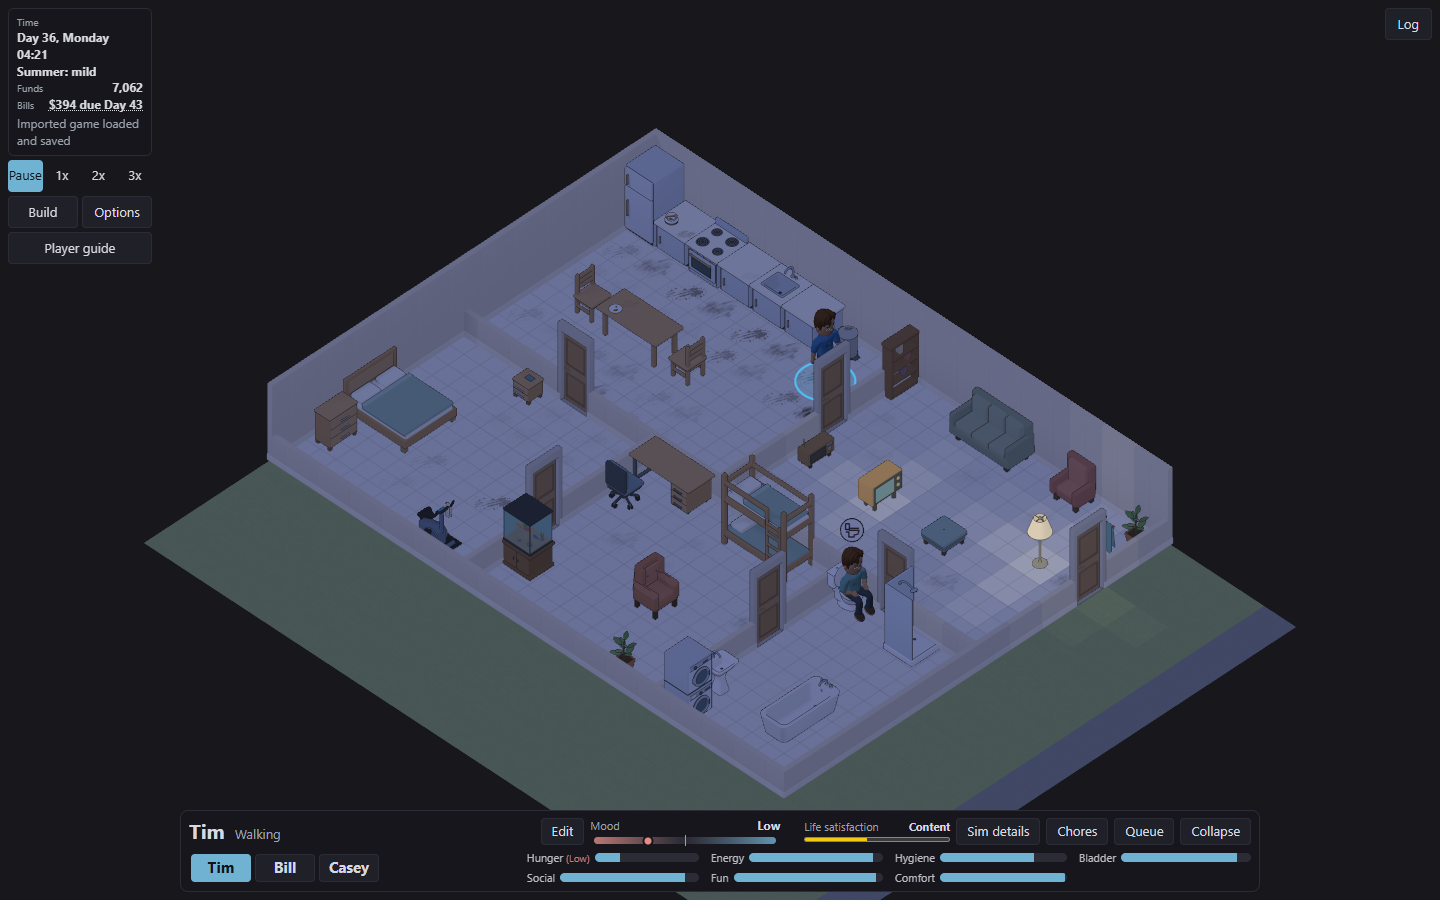 Time
Day 36, Monday
04:21
Summer: mild
Funds 7,062
Bills $394 due Day 43
Imported game loaded
and saved
Pause 1x 2x 3x
Build Options
Player guide
Log
Tim Walking
Edit
Mood Low
Life satisfaction Content
Sim details Chores Queue Collapse
Tim Bill Casey
Hunger (Low) Energy Hygiene Bladder
Social Fun Comfort